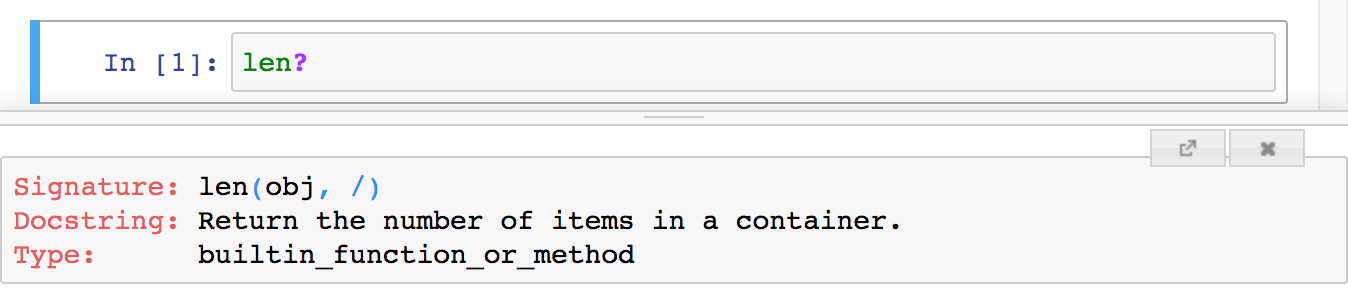 In [1]: len?
Signature: len(obj, /)
Docstring: Return the number of items in a container.
Type: builtin_function_or_method